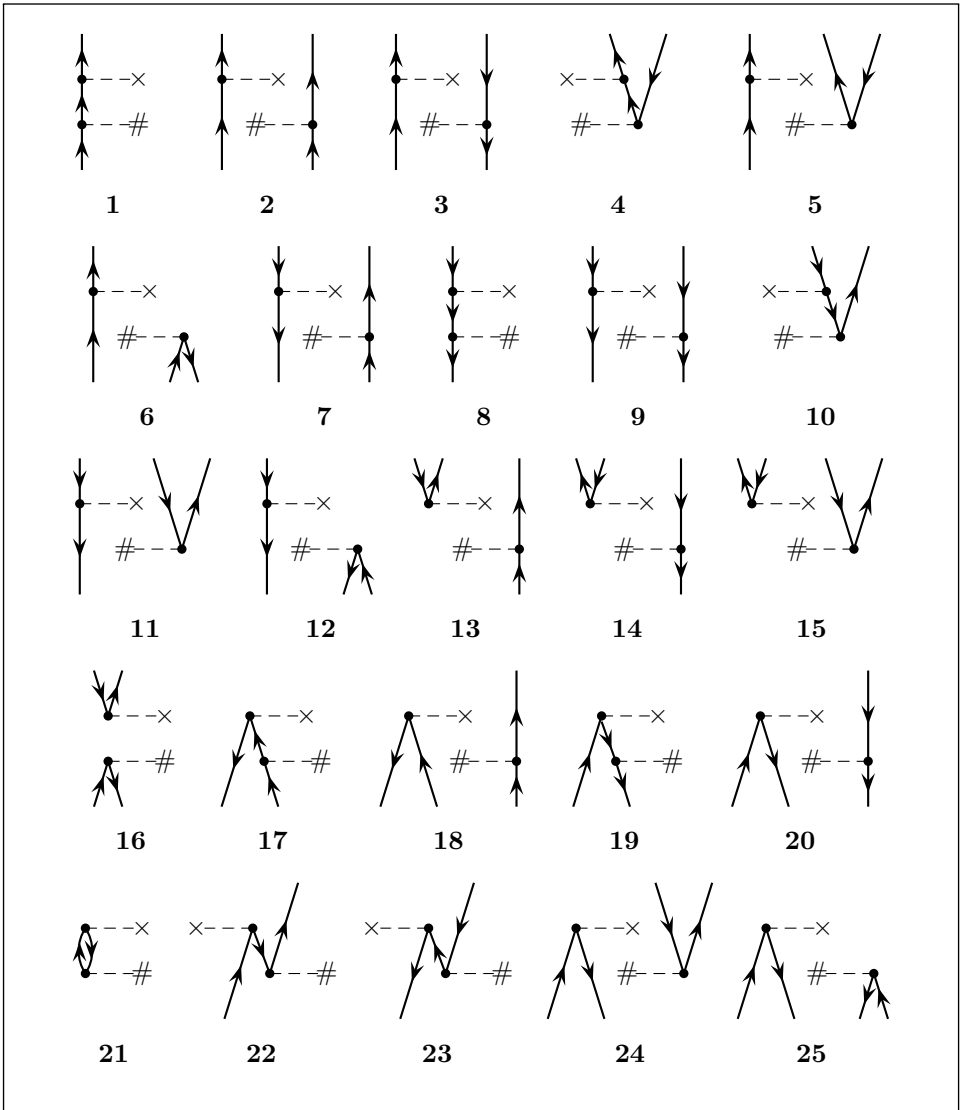 × × × × ×
# # # # #
1 2 3 4 5
× × × × ×
# # # # #
6 7 8 9 10
× × × × ×
# # # # #
11 12 13 14 15
× × × × ×
# # # # #
16 17 18 19 20
× × × × ×
# # # # #
21 22 23 24 25